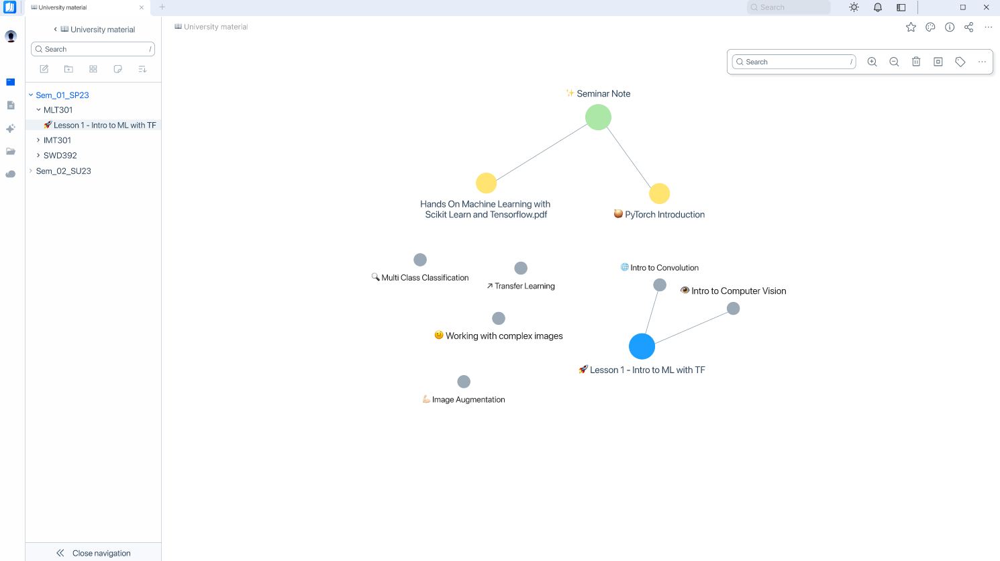 University material
Search
University material
University material
Search
/
Search
/
Sem_01_SP23
MLT301
Lesson 1 - Intro to ML with TF
IMT301
SWD392
Sem_02_SU23
Seminar Note
Hands On Machine Learning with
Scikit Learn and Tensorflow.pdf
PyTorch Introduction
Multi Class Classification
Transfer Learning
Intro to Convolution
Intro to Computer Vision
Working with complex images
Lesson 1 - Intro to ML with TF
Image Augmentation
Close navigation